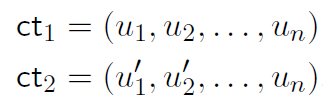 ct₁ = (u₁, u₂, . . . , uₙ)
ct₂ = (u′₁, u′₂, . . . , uₙ)